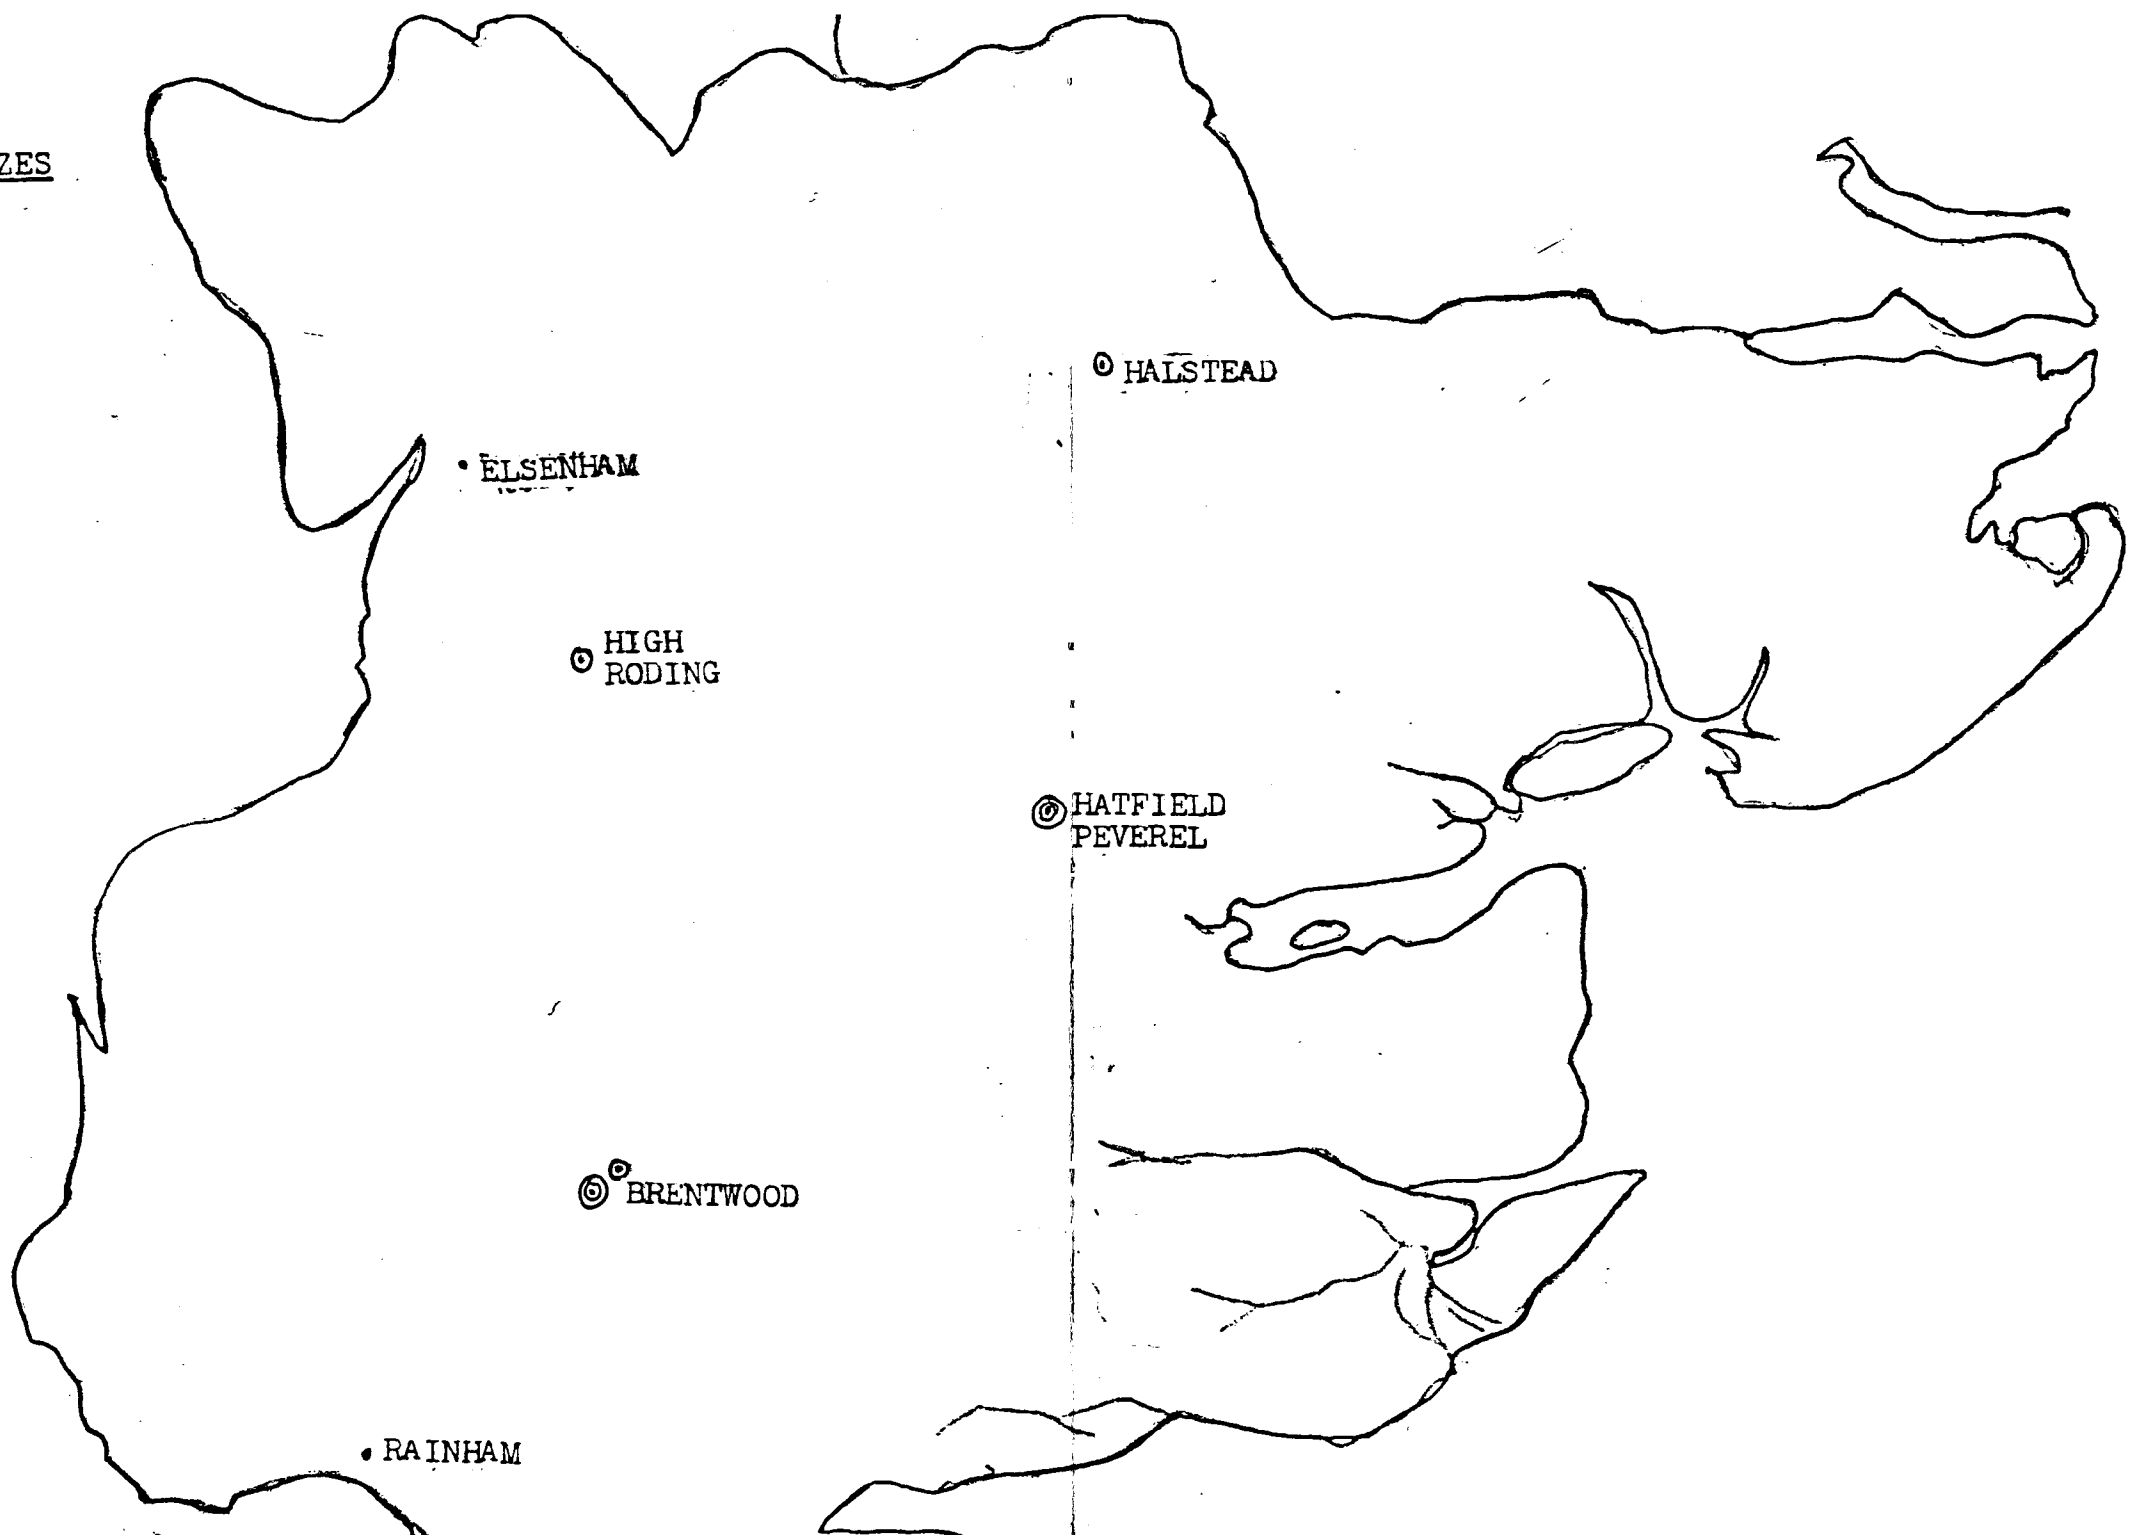 ZES
HALSTEAD
ELSENHAM
HIGH
RODING
HATFIELD
PEVEREL
BRENTWOOD
RAINHAM